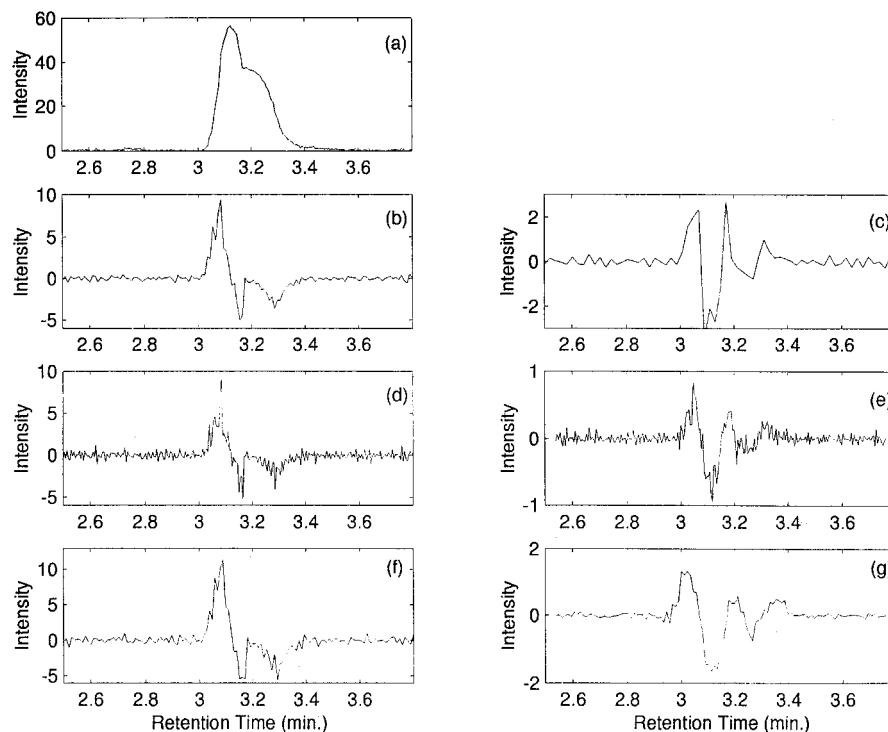 60
40
20
0
Intensity
(a)
2.6 2.8 3 3.2 3.4 3.6
10
5
0
-5
Intensity
(b)
2.6 2.8 3 3.2 3.4 3.6
2
0
-2
Intensity
(c)
2.6 2.8 3 3.2 3.4 3.6
10
5
0
-5
Intensity
(d)
2.6 2.8 3 3.2 3.4 3.6
1
0
-1
Intensity
(e)
2.6 2.8 3 3.2 3.4 3.6
10
5
0
-5
Intensity
(f)
2.6 2.8 3 3.2 3.4 3.6
Retention Time (min.)
2
0
-2
Intensity
(g)
2.6 2.8 3 3.2 3.4 3.6
Retention Time (min.)